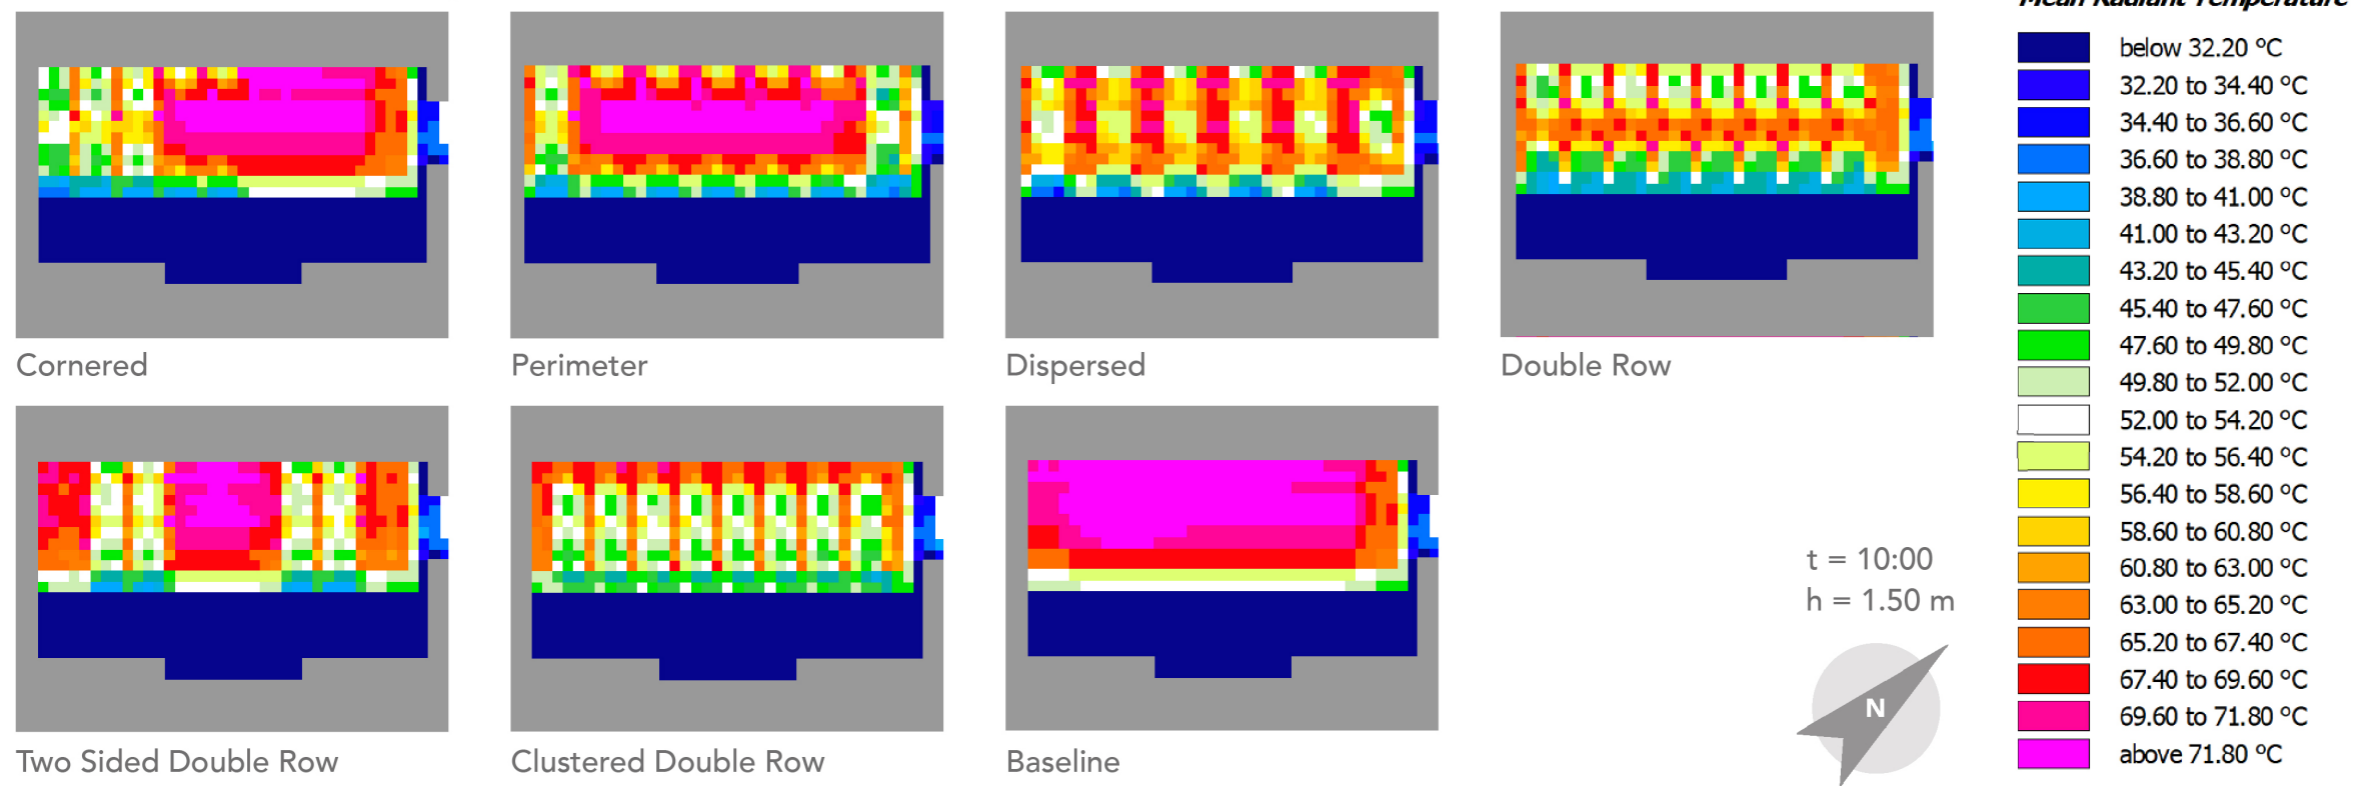 Mean Radiant Temperature
below 32.20 °C
32.20 to 34.40 °C
34.40 to 36.60 °C
36.60 to 38.80 °C
38.80 to 41.00 °C
41.00 to 43.20 °C
43.20 to 45.40 °C
45.40 to 47.60 °C
47.60 to 49.80 °C
49.80 to 52.00 °C
52.00 to 54.20 °C
54.20 to 56.40 °C
56.40 to 58.60 °C
58.60 to 60.80 °C
60.80 to 63.00 °C
63.00 to 65.20 °C
65.20 to 67.40 °C
67.40 to 69.60 °C
69.60 to 71.80 °C
above 71.80 °C
Cornered
Perimeter
Dispersed
Double Row
Two Sided Double Row
Clustered Double Row
Baseline
t = 10:00
h = 1.50 m
N